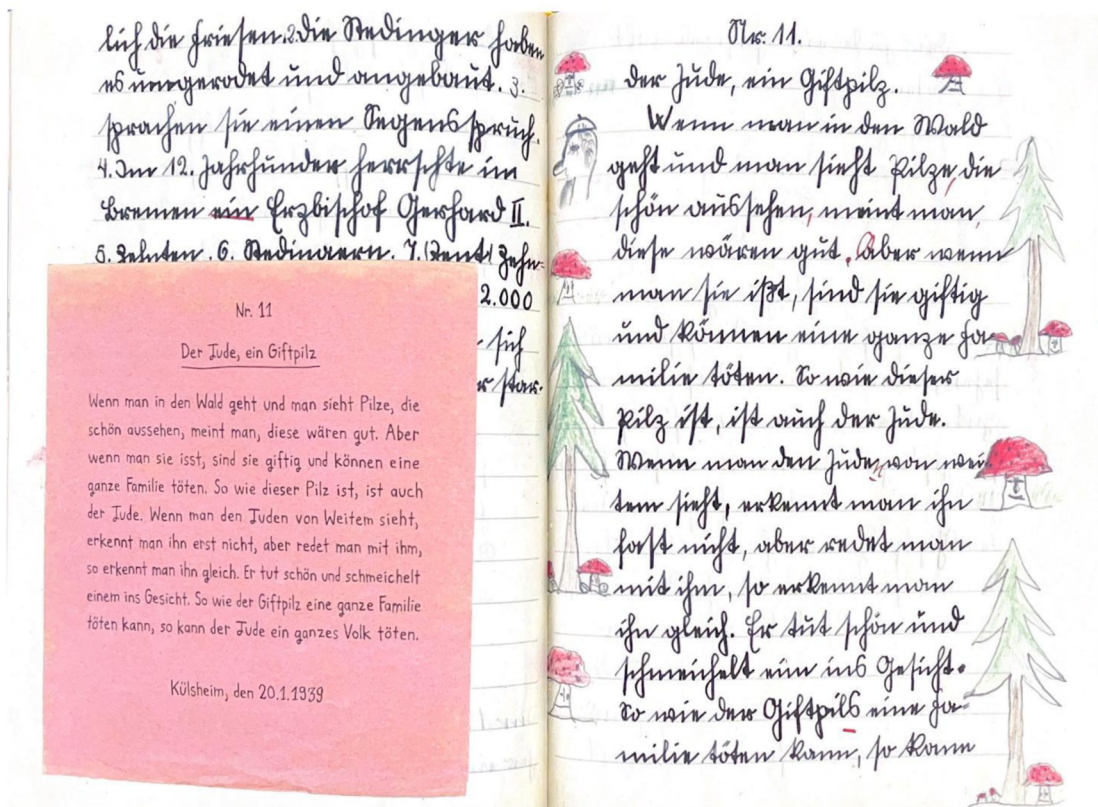 lich die Friesen. 2. Die Stedinger haben
es und angebaut. 3.
sprachen sie einen Segensspruch.
4. Im 12. Jahrhunder herrschte im
Bremen ein Erzbischof Gerhard II.
5. Zehnten. 6. Stedingern. 7. Zehn-
2.000
sich
star-
Nr. 11
Der Jude, ein Giftpilz
Wenn man in den Wald geht und man sieht Pilze, die
schön aussehen, meint man, diese wären gut. Aber
wenn man sie isst, sind sie giftig und können eine
ganze Familie töten. So wie dieser Pilz ist, ist auch
der Jude. Wenn man den Juden von Weitem sieht,
erkennt man ihn erst nicht, aber redet man mit ihm,
so erkennt man ihn gleich. Er tut schön und schmeichelt
einem ins Gesicht. So wie der Giftpilz eine ganze Familie
töten kann, so kann der Jude ein ganzes Volk töten.
Külsheim, den 20.1.1939
Nr. 11.
der Jude, ein Giftpilz.
Wenn man in den Wald
geht und man sieht Pilze, die
schön aussehen, meint man,
diese wären gut. Aber wenn
man sie ißt, sind sie giftig
und können eine ganze Fa-
milie töten. So wie dieser
Pilz ist, ist auch der Jude.
Wenn man den Juden von wei-
tem sieht, erkennt man ihn
fast nicht, aber redet man
mit ihm, so erkennt man
ihn gleich. Er tut schön und
schmeichelt eim ins Gesicht.
So wie der Giftpils eine Fa-
milie töten kann, so kann